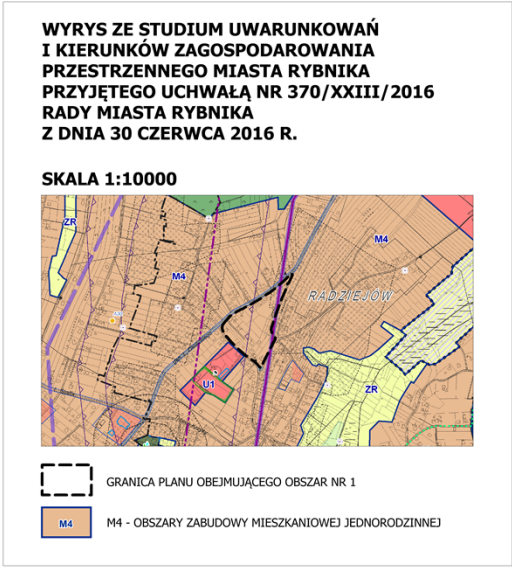 WYRYS ZE STUDIUM UWARUNKOWAŃ
I KIERUNKÓW ZAGOSPODAROWANIA
PRZESTRZENNEGO MIASTA RYBNIKA
PRZYJĘTEGO UCHWAŁĄ NR 370/XXIII/2016
RADY MIASTA RYBNIKA
Z DNIA 30 CZERWCA 2016 R.
SKALA 1:10000
ZR
M4
M4
RADZIEJÓW
U1
ZR
GRANICA PLANU OBEJMUJĄCEGO OBSZAR NR 1
M4
M4 - OBSZARY ZABUDOWY MIESZKANIOWEJ JEDNORODZINNEJ